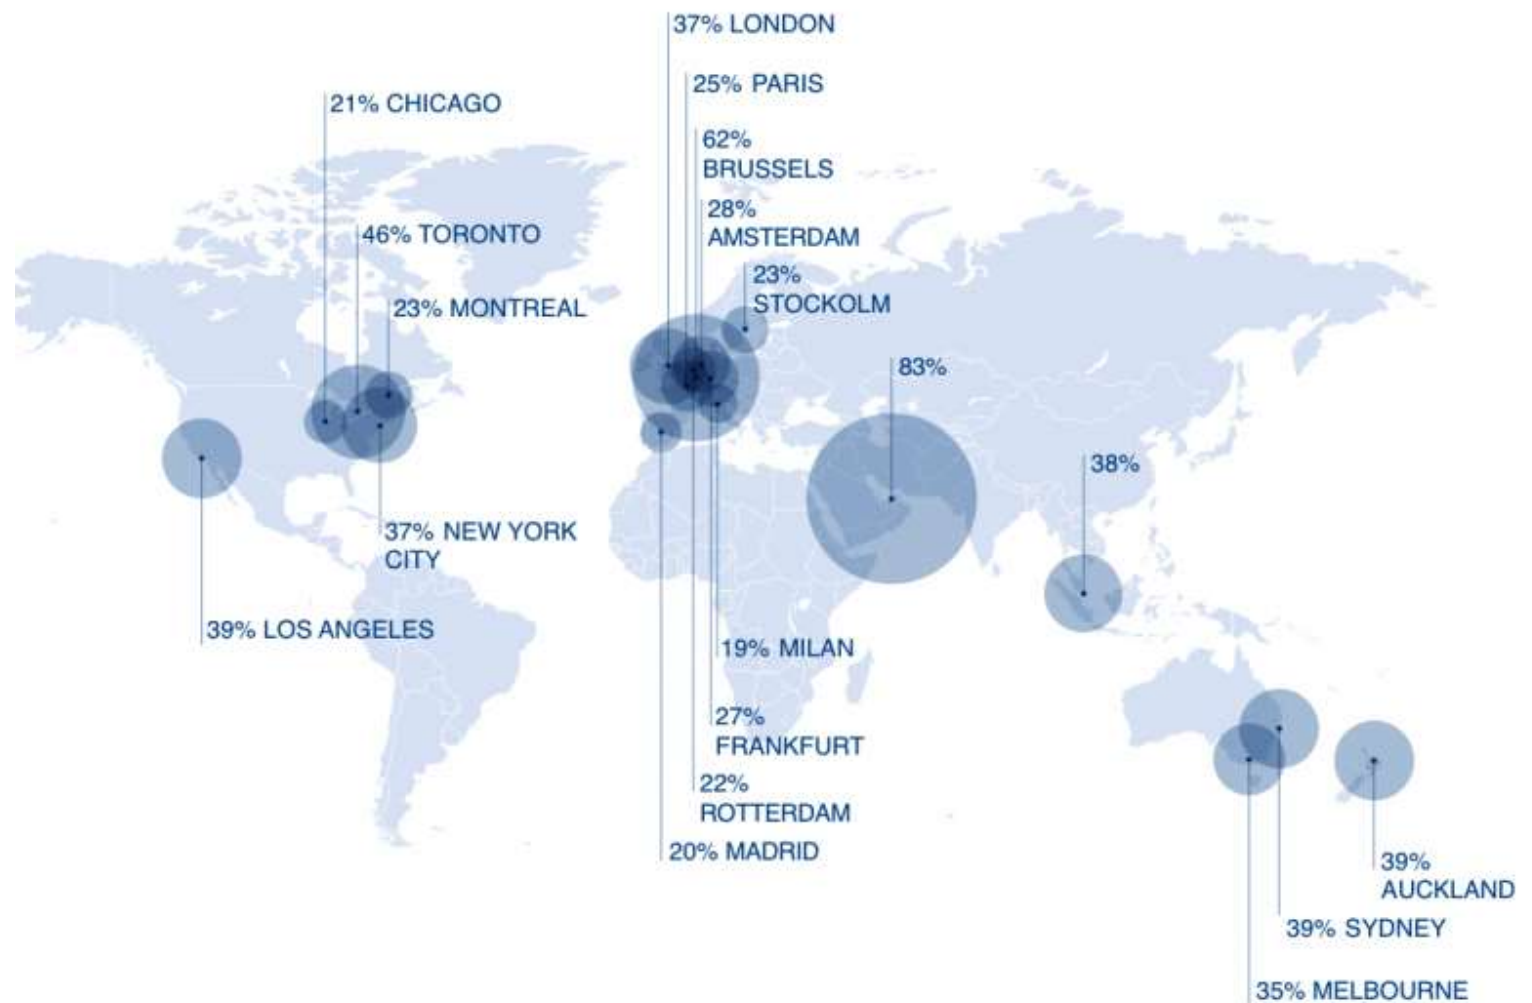 37% LONDON
25% PARIS
21% CHICAGO
62%
BRUSSELS
28%
AMSTERDAM
46% TORONTO
23%
STOCKOLM
23% MONTREAL
83%
38%
37% NEW YORK
CITY
39% LOS ANGELES
19% MILAN
27%
FRANKFURT
22%
ROTTERDAM
20% MADRID
39%
AUCKLAND
39% SYDNEY
35% MELBOURNE